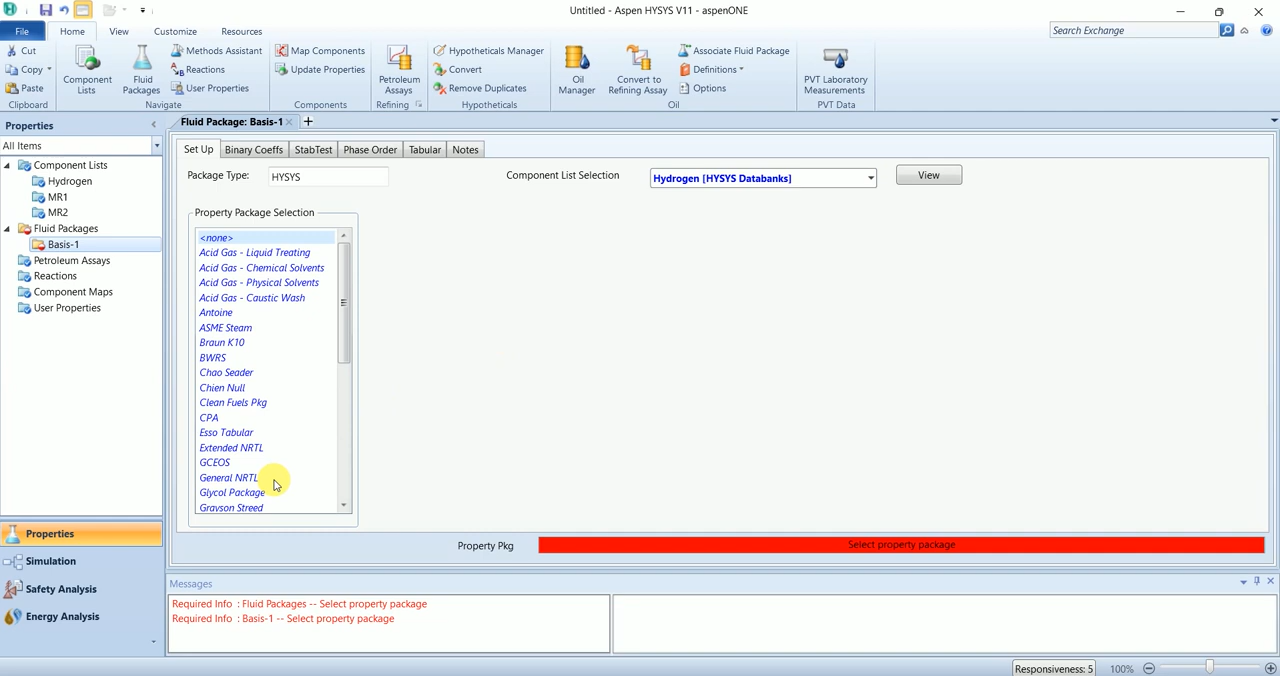 Untitled - Aspen HYSYS V11 - aspenONE
File Home View Customize Resources
Search Exchange
Cut
Copy
Paste
Clipboard
Component Lists
Fluid Packages
Methods Assistant
Reactions
User Properties
Navigate
Map Components
Update Properties
Components
Petroleum Assays
Refining
Hypotheticals Manager
Convert
Remove Duplicates
Hypotheticals
Oil Manager
Convert to Refining Assay
Associate Fluid Package
Definitions
Options
Oil
PVT Laboratory Measurements
PVT Data
Properties
All Items
Component Lists
Hydrogen
MR1
MR2
Fluid Packages
Basis-1
Petroleum Assays
Reactions
Component Maps
User Properties
Properties
Simulation
Safety Analysis
Energy Analysis
Fluid Package: Basis-1
Set Up Binary Coeffs StabTest Phase Order Tabular Notes
Package Type: HYSYS
Component List Selection Hydrogen [HYSYS Databanks] View
Property Package Selection
<none>
Acid Gas - Liquid Treating
Acid Gas - Chemical Solvents
Acid Gas - Physical Solvents
Acid Gas - Caustic Wash
Antoine
ASME Steam
Braun K10
BWRS
Chao Seader
Chien Null
Clean Fuels Pkg
CPA
Esso Tabular
Extended NRTL
GCEOS
General NRTL
Glycol Package
Grayson Streed
Property Pkg Select property package
Messages
Required Info : Fluid Packages -- Select property package
Required Info : Basis-1 -- Select property package
Responsiveness: 5 100%